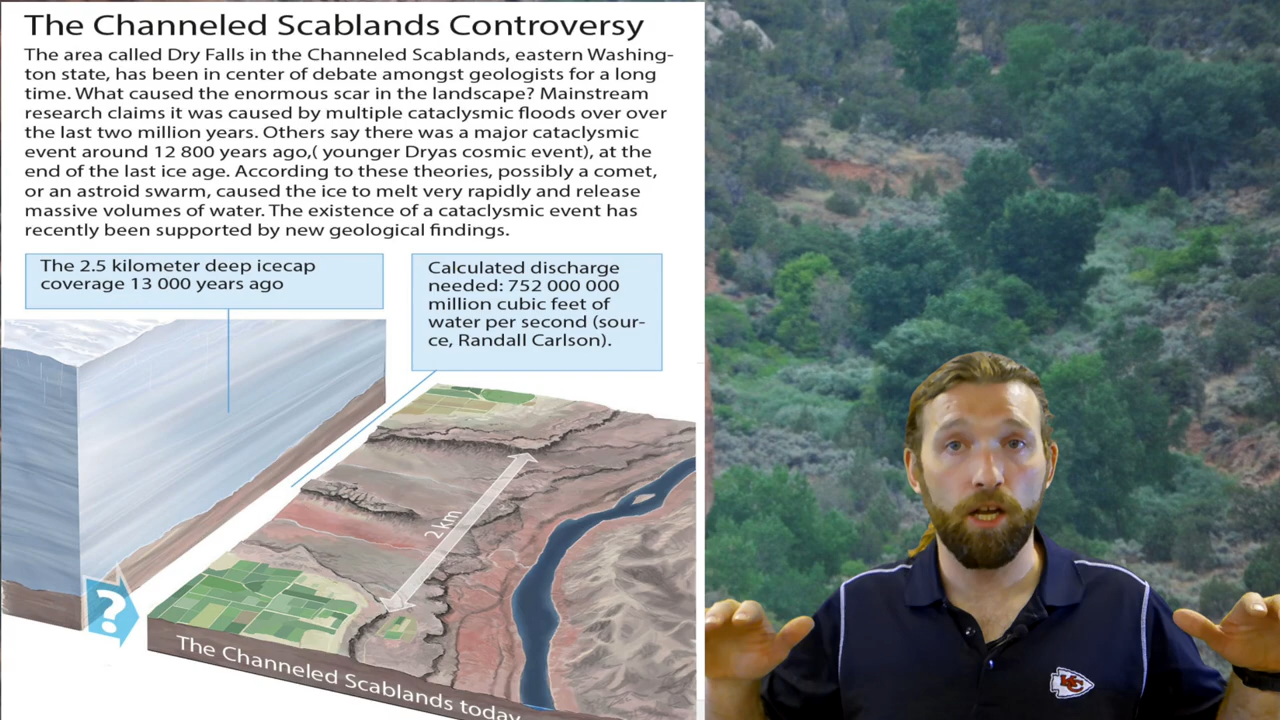 The Channeled Scablands Controversy
The area called Dry Falls in the Channeled Scablands, eastern Washing-
ton state, has been in center of debate amongst geologists for a long
time. What caused the enormous scar in the landscape? Mainstream
research claims it was caused by multiple cataclysmic floods over over
the last two million years. Others say there was a major cataclysmic
event around 12 800 years ago,( younger Dryas cosmic event), at the
end of the last ice age. According to these theories, possibly a comet,
or an astroid swarm, caused the ice to melt very rapidly and release
massive volumes of water. The existence of a cataclysmic event has
recently been supported by new geological findings.
The 2.5 kilometer deep icecap
coverage 13 000 years ago
Calculated discharge
needed: 752 000 000
million cubic feet of
water per second (sour-
ce, Randall Carlson).
2 km
?
The Channeled Scablands today
KC